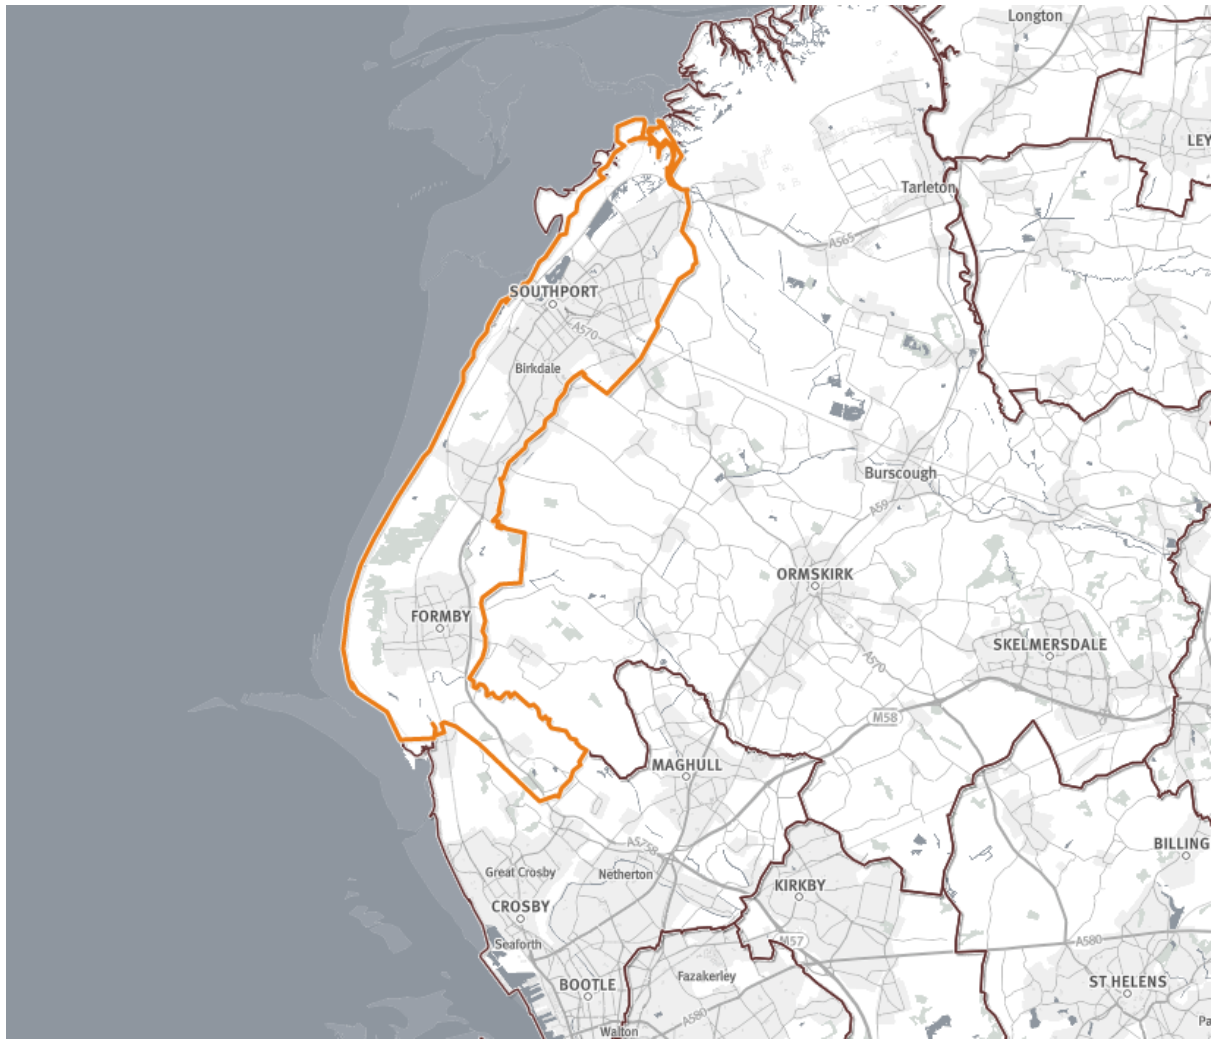 Longton
LEY
Tarleton
A565
SOUTHPORT
A570
Birkdale
Burscough
A59
ORMSKIRK
FORMBY
SKELMERSDALE
A570
M58
MAGHULL
A5758
BILLING
Great Crosby
Netherton
KIRKBY
CROSBY
Seaforth
M57
A580
Fazakerley
ST HELENS
BOOTLE
A580
Pa
Walton